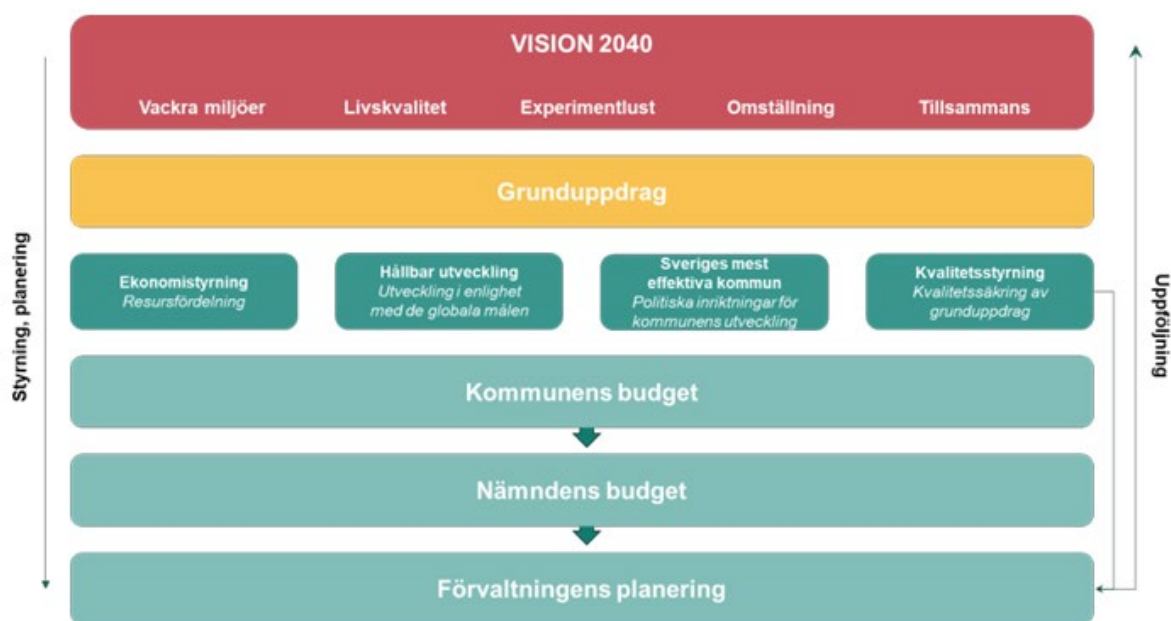 VISION 2040
Vackra miljöer
Livskvalitet
Experimentlust
Omställning
Tillsammans
Grunduppdrag
Ekonomistyrning
Resursfördelning
Hållbar utveckling
Utveckling i enlighet
med de globala målen
Sveriges mest
effektiva kommun
Politiska inriktningar för
kommunens utveckling
Kvalitetsstyrning
Kvalitetssäkring av
grunduppdrag
Kommunens budget
Nämndens budget
Förvaltningens planering
Styrning, planering
Uppföljning